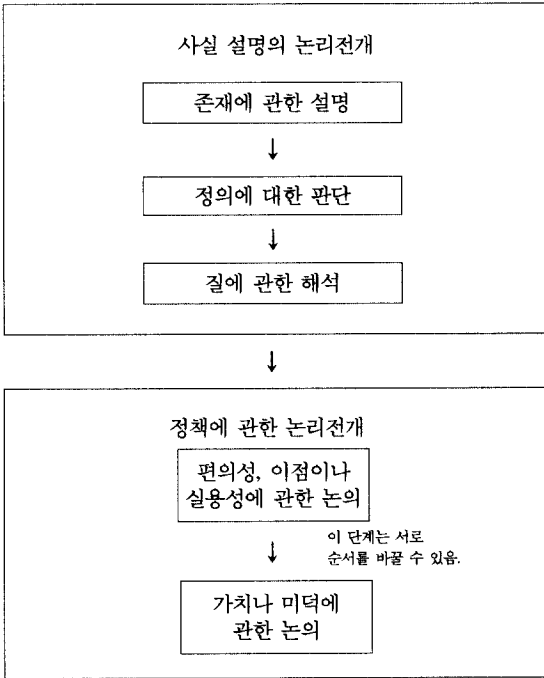 사실 설명의 논리전개
존재에 관한 설명
정의에 대한 판단
질에 관한 해석
정책에 관한 논리전개
편의성, 이점이나
실용성에 관한 논의
이 단계는 서로
순서를 바꿀 수 있음.
가치나 미덕에
관한 논의